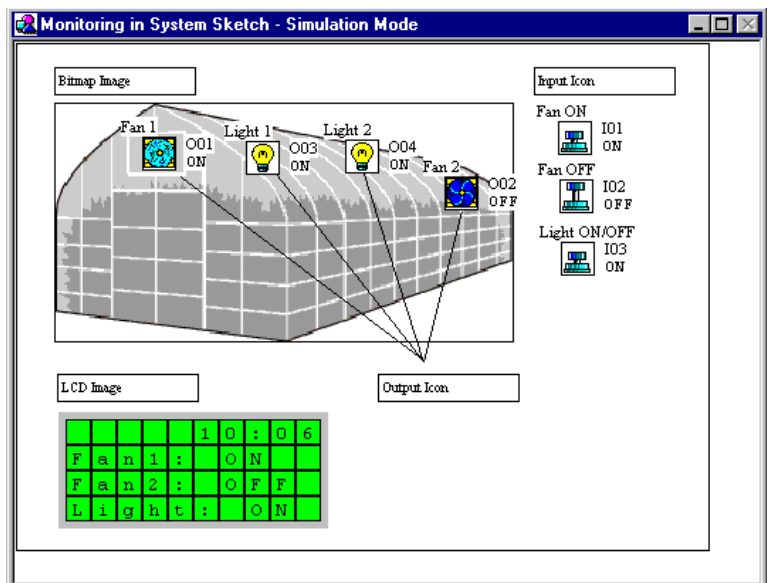 Monitoring in System Sketch - Simulation Mode
Bitmap Image
Input Icon
Fan 1
O01
ON
Light 1
O03
ON
Light 2
O04
ON
Fan 2
O02
OFF
Fan ON
I01
ON
Fan OFF
I02
OFF
Light ON/OFF
I03
ON
LCD Image
Output Icon
10:06
Fan1: ON
Fan2: OFF
Light: ON